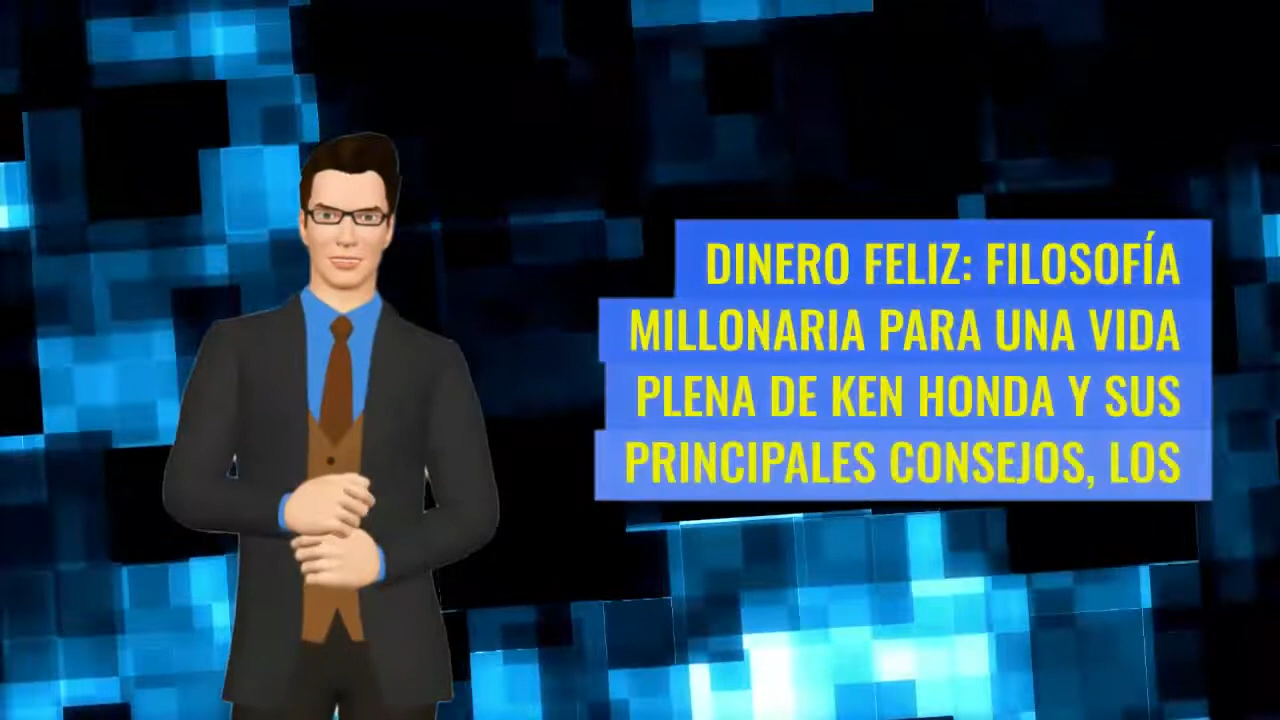 DINERO FELIZ: FILOSOFÍA
MILLONARIA PARA UNA VIDA
PLENA DE KEN HONDA Y SUS
PRINCIPALES CONSEJOS, LOS